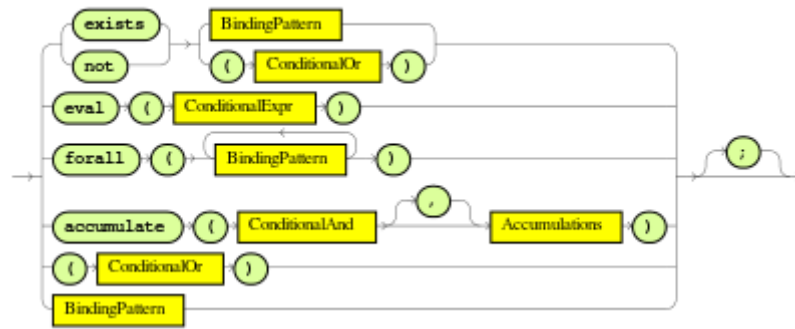 exists BindingPattern
not ( ConditionalOr )
eval ( ConditionalExpr )
forall ( BindingPattern ) ;
accumulate ( ConditionalAnd , Accumulations )
( ConditionalOr )
BindingPattern